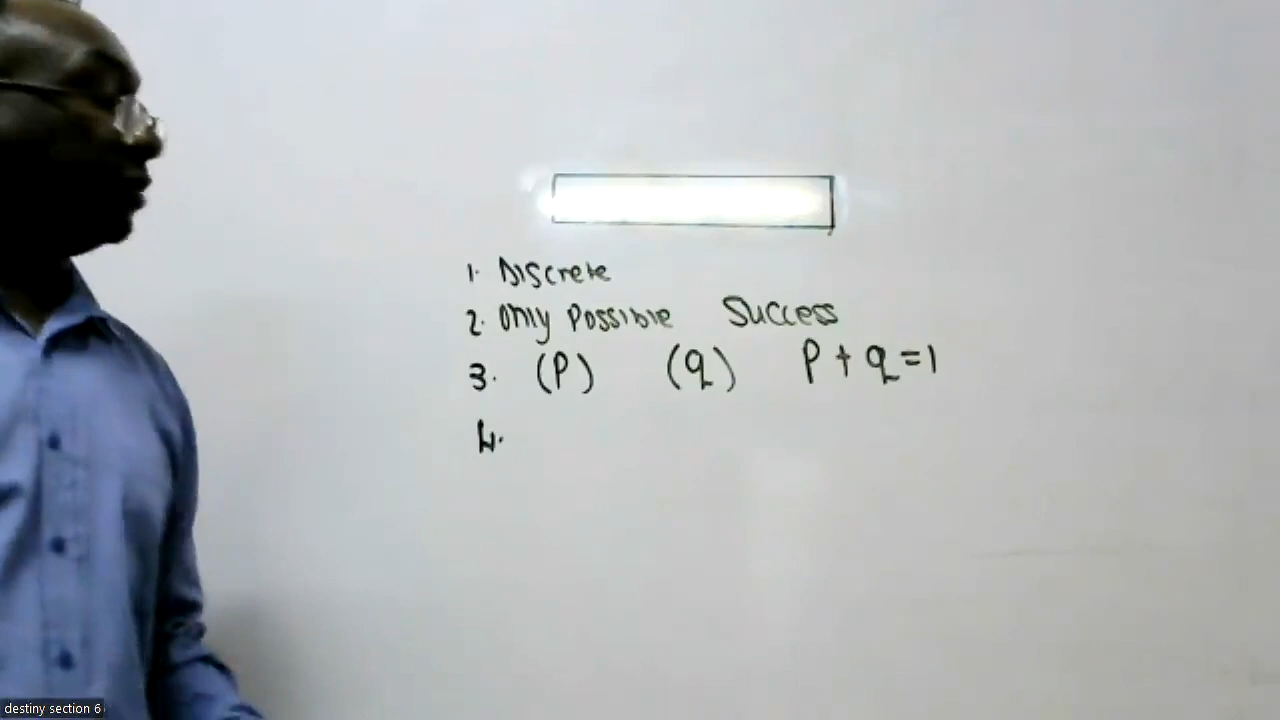 1. Discrete
2. Only Possible Success
3. (P) (q) P + q = 1
4.
destiny section 6